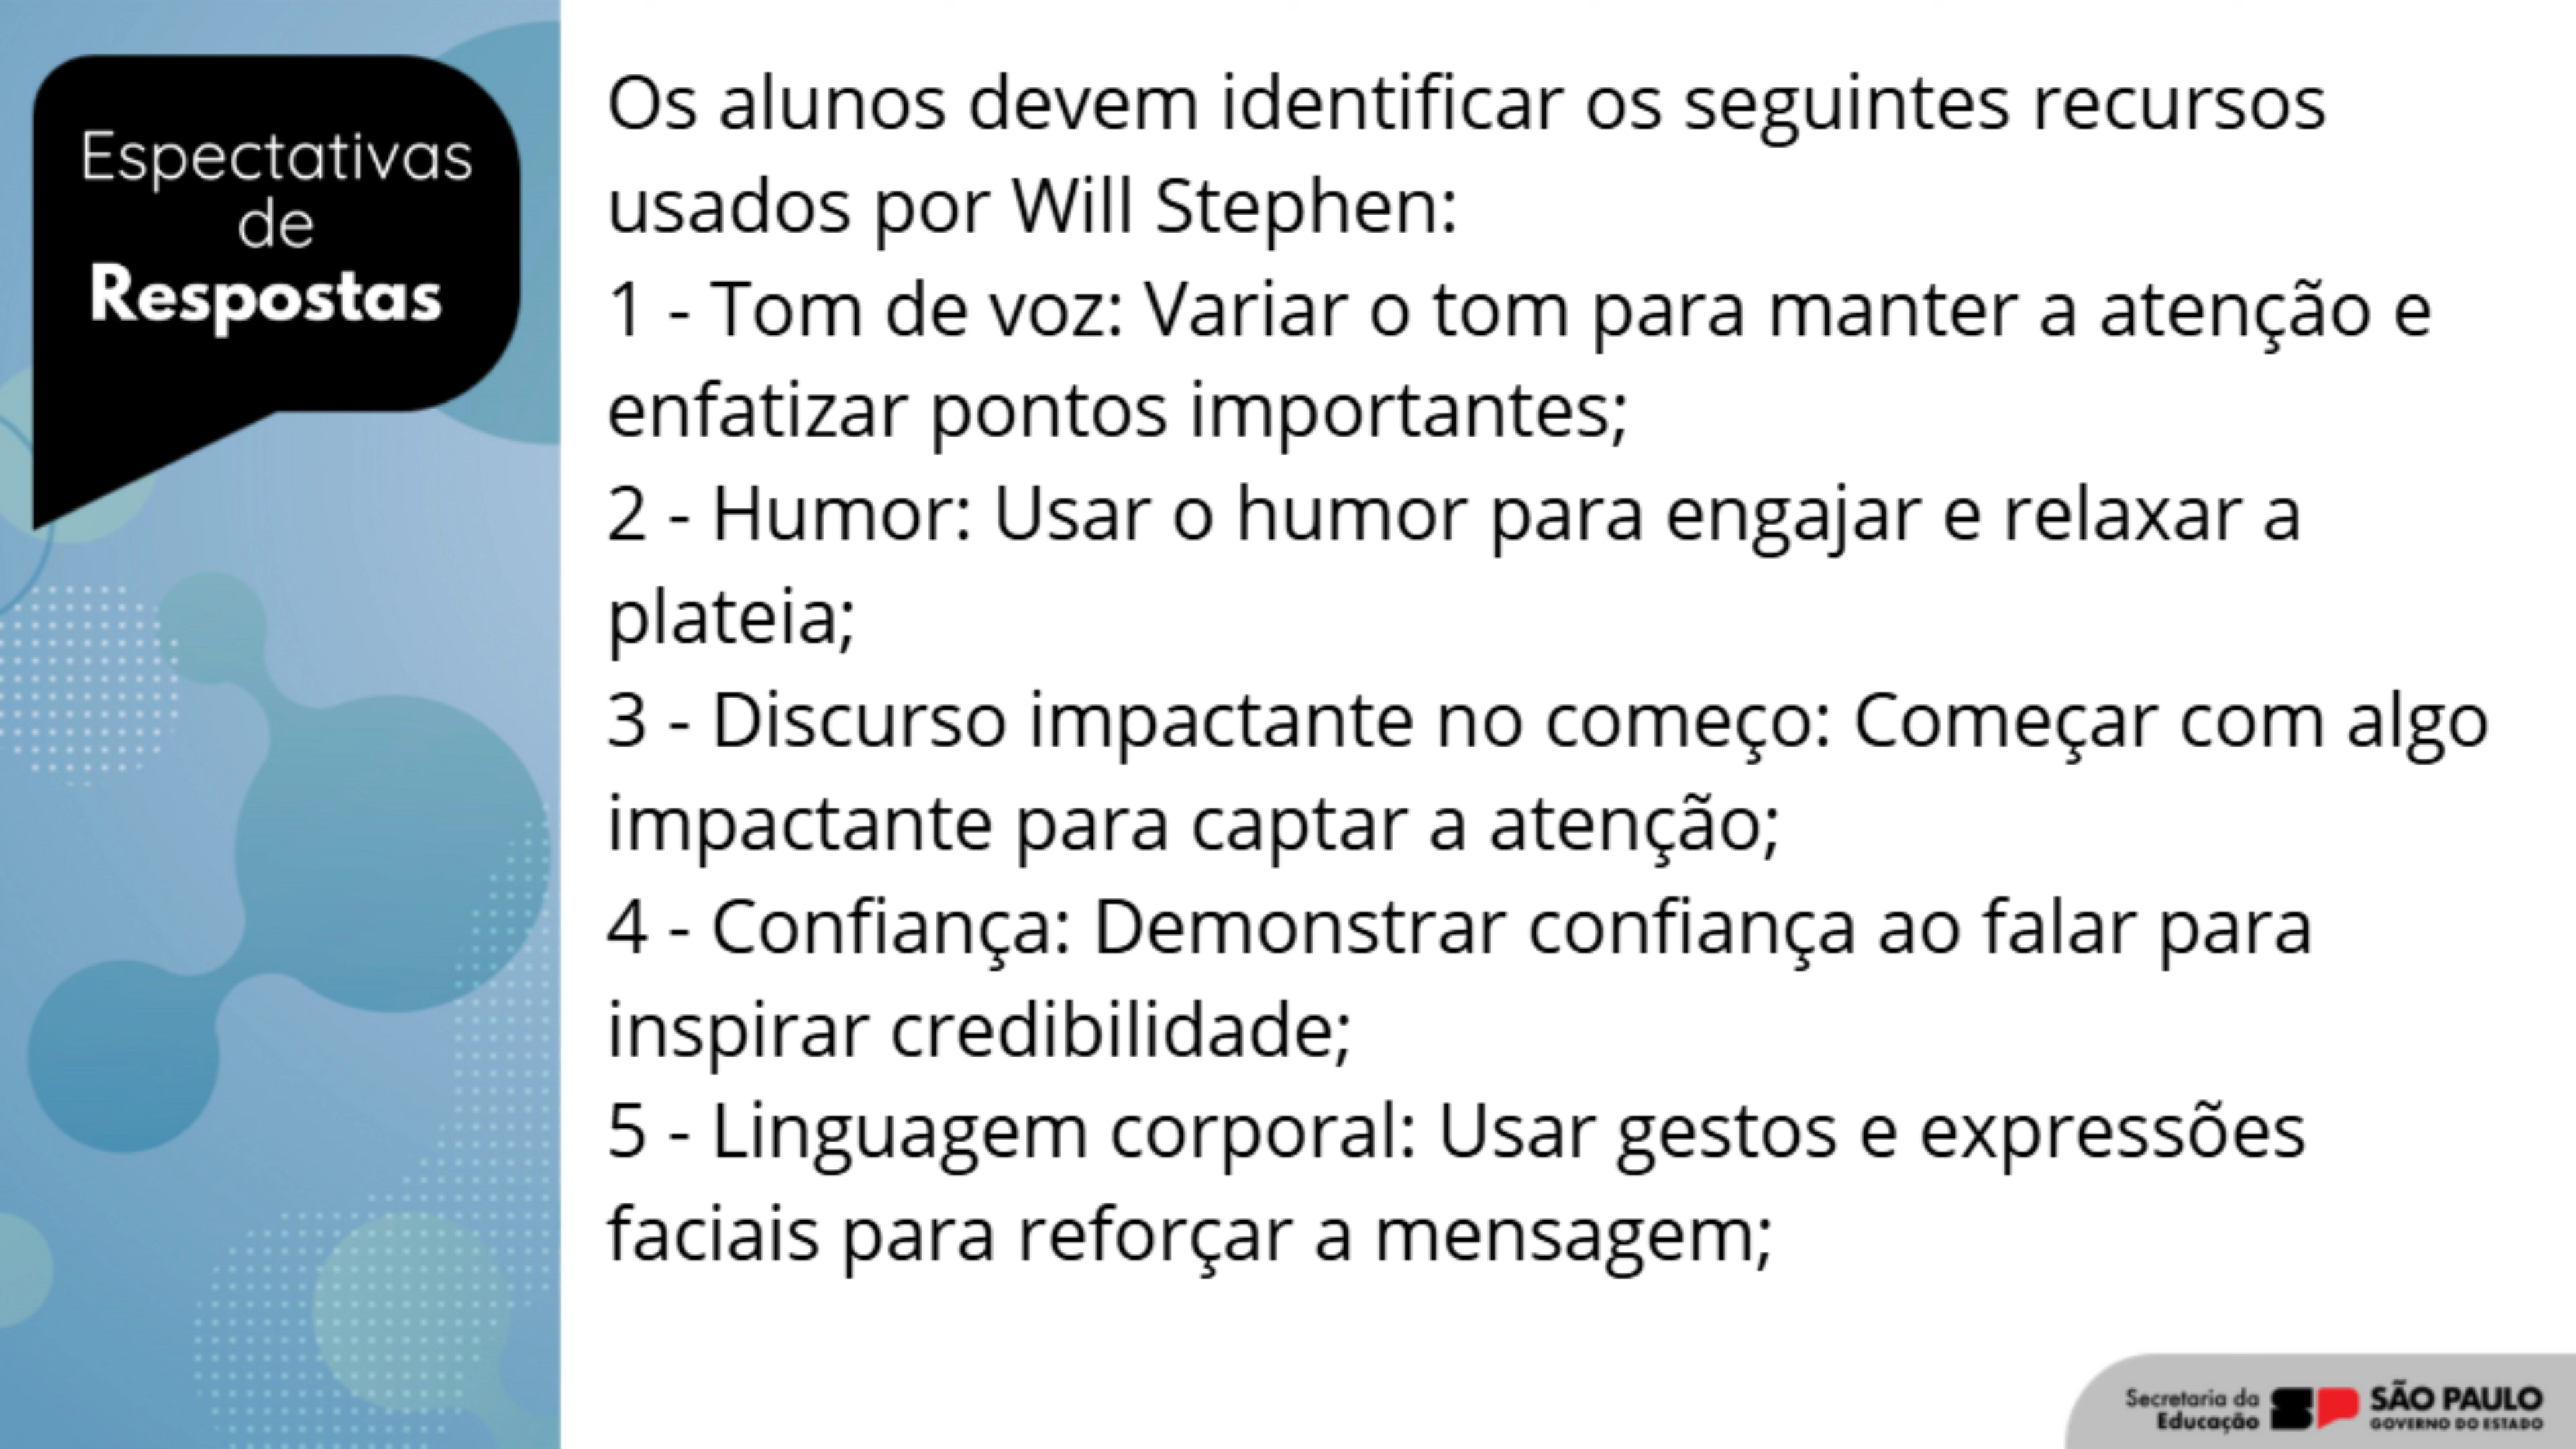 Espectativas
de
Respostas
Os alunos devem identificar os seguintes recursos
usados por Will Stephen:
1 - Tom de voz: Variar o tom para manter a atenção e
enfatizar pontos importantes;
2 - Humor: Usar o humor para engajar e relaxar a
plateia;
3 - Discurso impactante no começo: Começar com algo
impactante para captar a atenção;
4 - Confiança: Demonstrar confiança ao falar para
inspirar credibilidade;
5 - Linguagem corporal: Usar gestos e expressões
faciais para reforçar a mensagem;
Secretaria da
Educação
SÃO PAULO
GOVERNO DO ESTADO